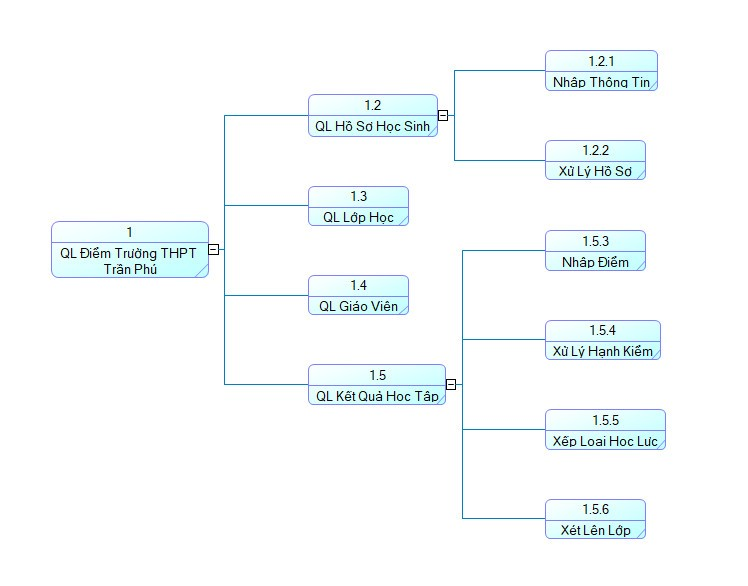 1
QL Điểm Trường THPT
Trần Phú
1.2
QL Hồ Sơ Học Sinh
1.2.1
Nhập Thông Tin
1.2.2
Xử Lý Hồ Sơ
1.3
QL Lớp Học
1.4
QL Giáo Viên
1.5
QL Kết Quả Học Tập
1.5.3
Nhập Điểm
1.5.4
Xử Lý Hạnh Kiểm
1.5.5
Xếp Loại Học Lực
1.5.6
Xét Lên Lớp